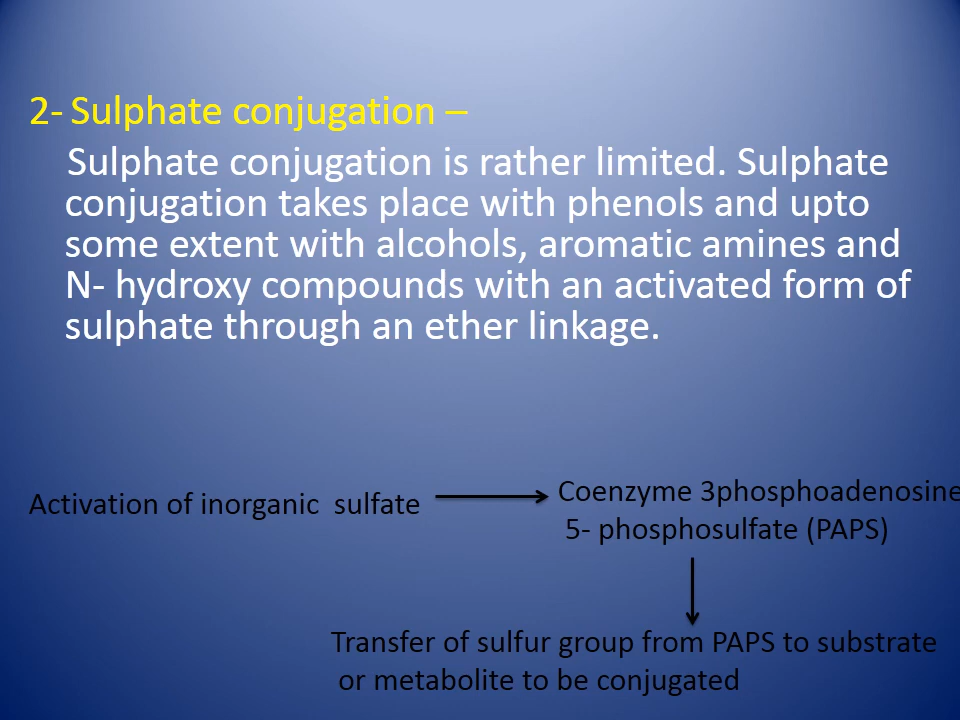 2- Sulphate conjugation –
Sulphate conjugation is rather limited. Sulphate
conjugation takes place with phenols and upto
some extent with alcohols, aromatic amines and
N- hydroxy compounds with an activated form of
sulphate through an ether linkage.
Activation of inorganic sulfate
Coenzyme 3phosphoadenosine
5- phosphosulfate (PAPS)
Transfer of sulfur group from PAPS to substrate
or metabolite to be conjugated